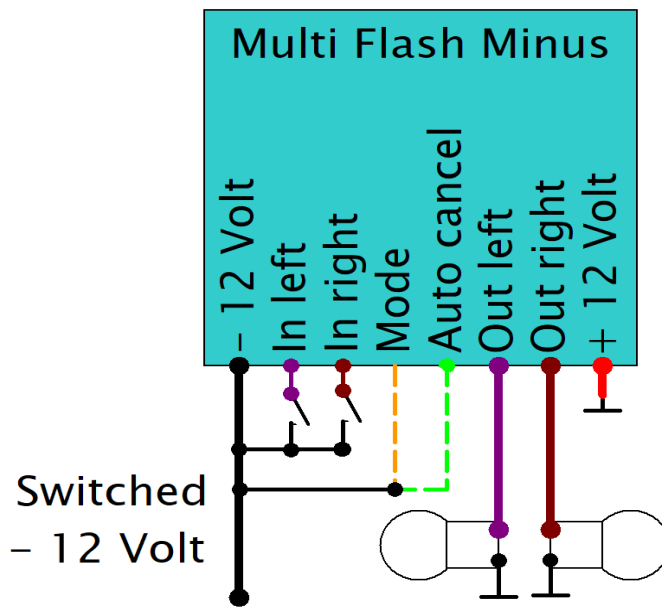 Multi Flash Minus
– 12 Volt
In left
In right
Mode
Auto cancel
Out left
Out right
+ 12 Volt
Switched
– 12 Volt